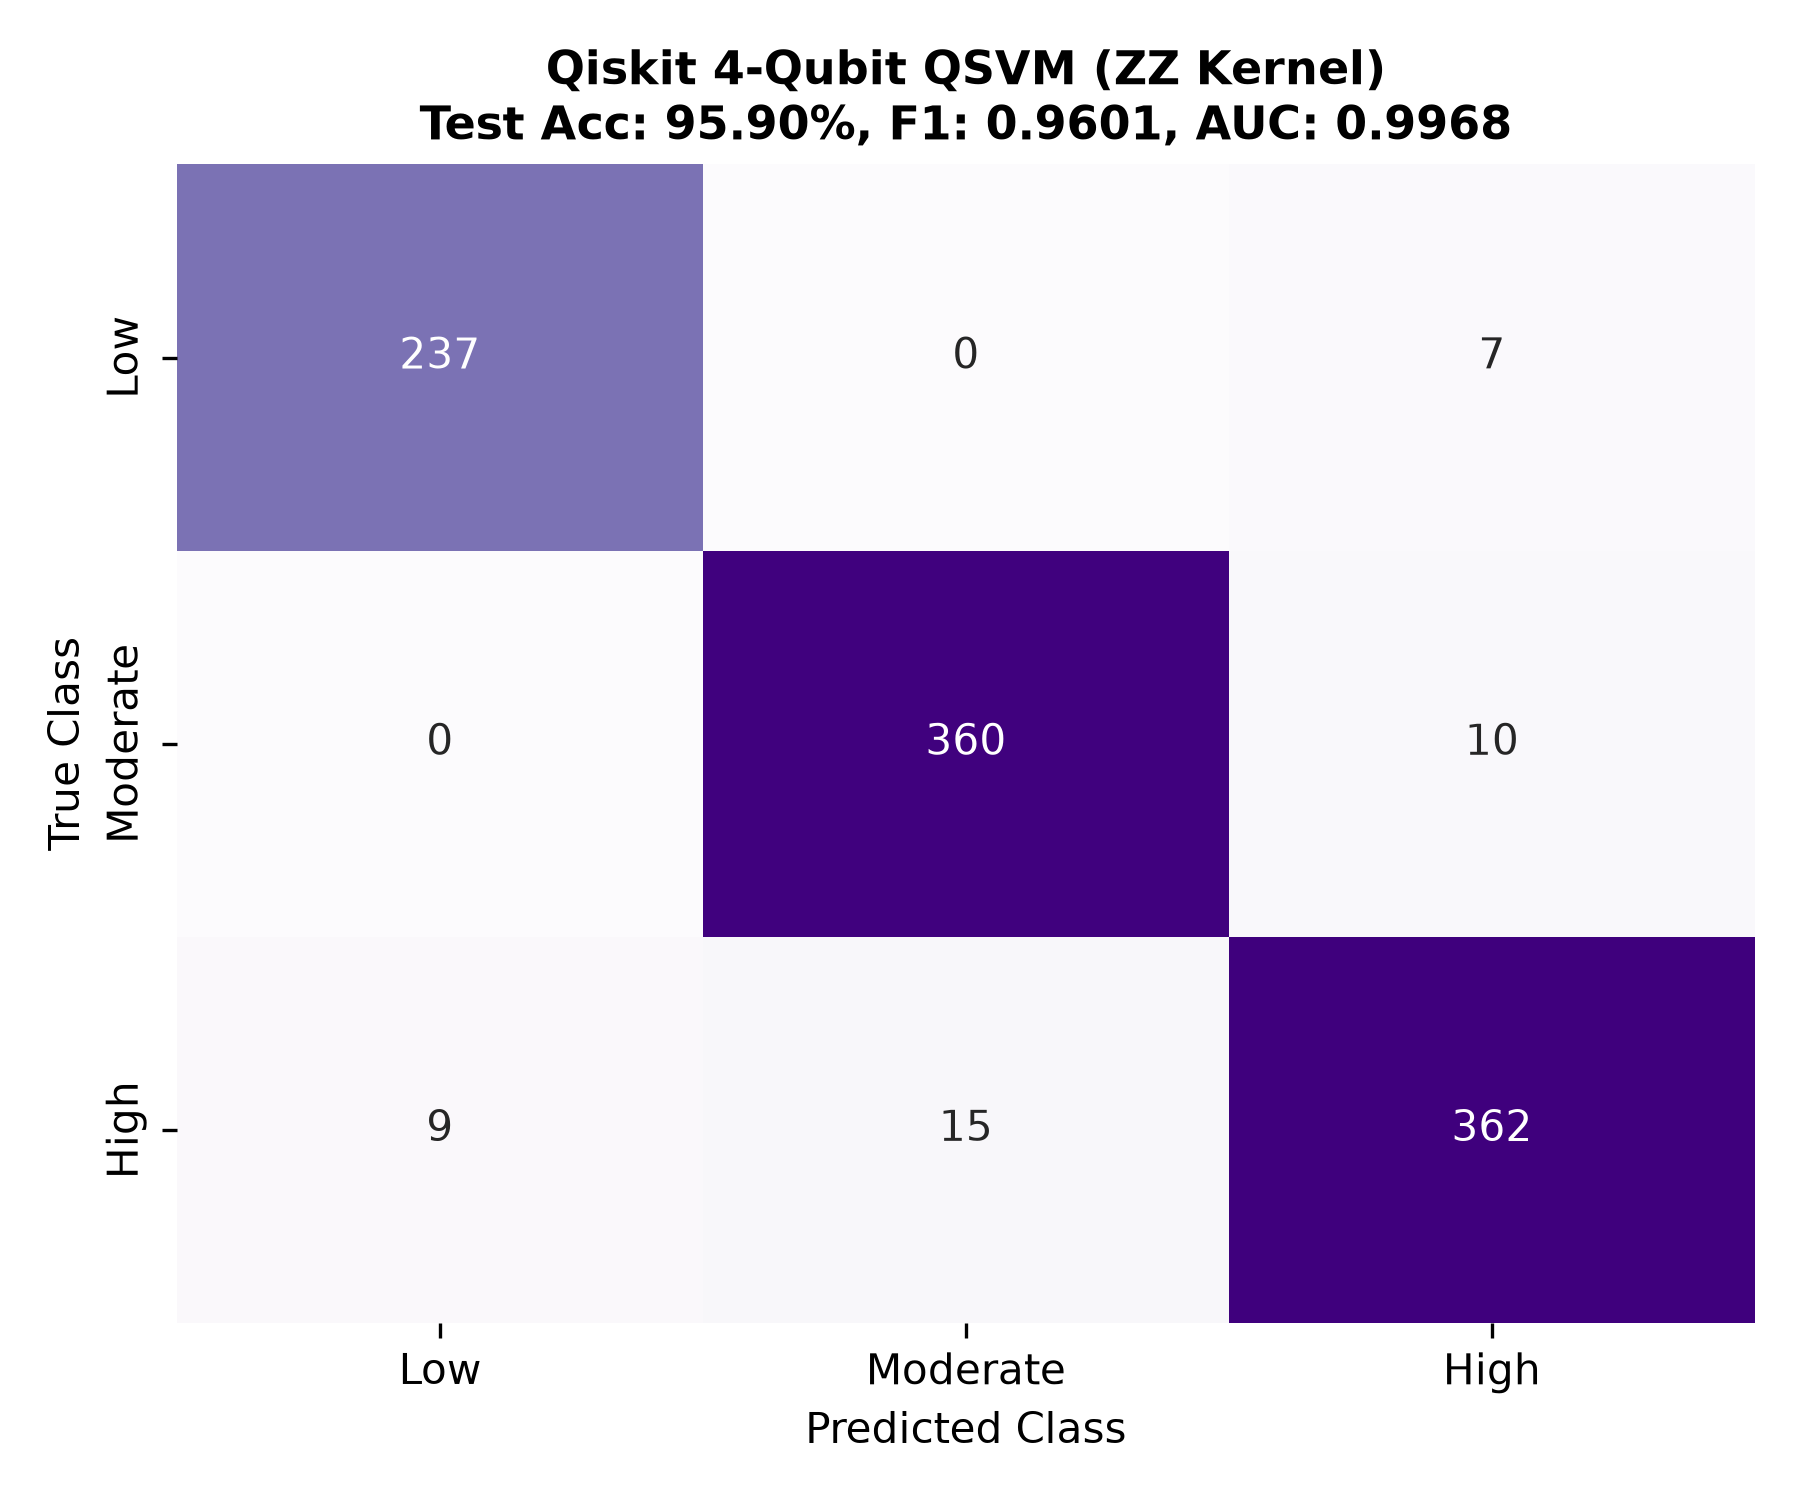 Qiskit 4-Qubit QSVM (ZZ Kernel)
Test Acc: 95.90%, F1: 0.9601, AUC: 0.9968
True Class
Low
237
0
7
Moderate
0
360
10
High
9
15
362
Low
Moderate
High
Predicted Class